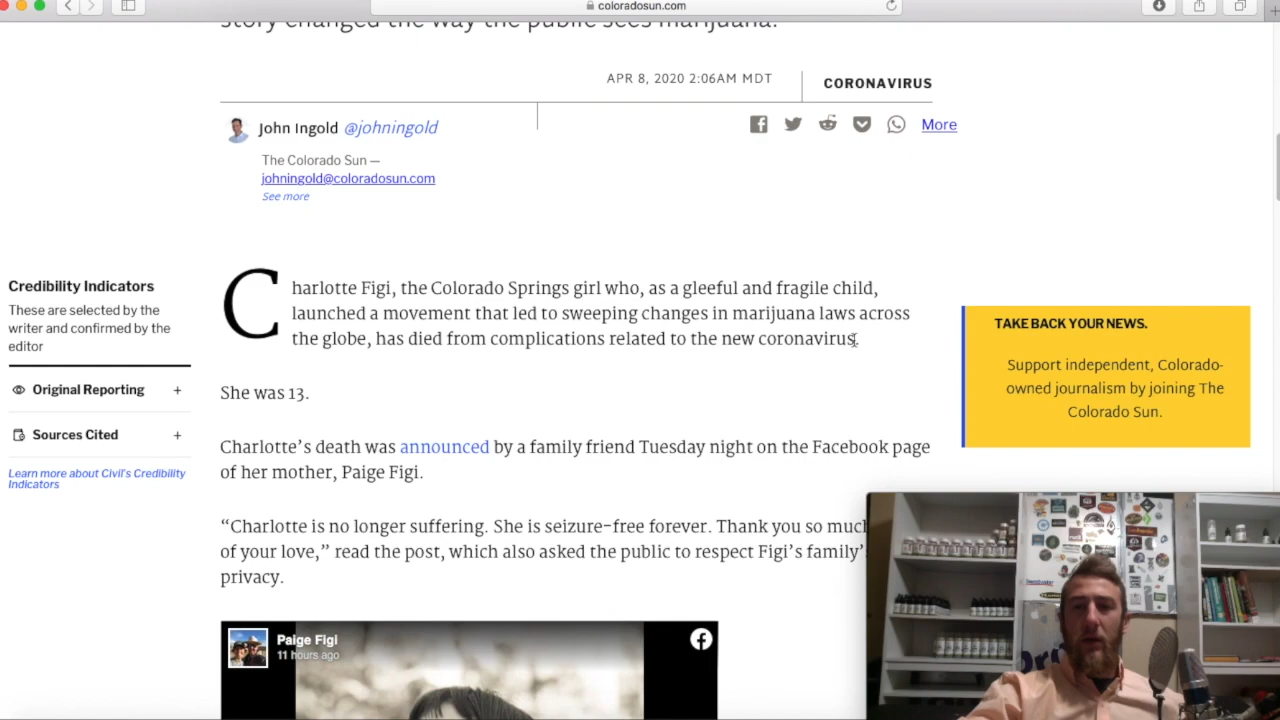 coloradosun.com
story changed the way the public sees marijuana.
APR 8, 2020 2:06AM MDT
CORONAVIRUS
John Ingold @johningold
More
The Colorado Sun —
johningold@coloradosun.com
See more
Credibility Indicators
These are selected by the
writer and confirmed by the
editor
Original Reporting +
Sources Cited +
Learn more about Civil's Credibility
Indicators
Charlotte Figi, the Colorado Springs girl who, as a gleeful and fragile child,
launched a movement that led to sweeping changes in marijuana laws across
the globe, has died from complications related to the new coronavirus.
She was 13.
Charlotte's death was announced by a family friend Tuesday night on the Facebook page
of her mother, Paige Figi.
“Charlotte is no longer suffering. She is seizure-free forever. Thank you so much
of your love,” read the post, which also asked the public to respect Figi's family'
privacy.
TAKE BACK YOUR NEWS.
Support independent, Colorado-
owned journalism by joining The
Colorado Sun.
Paige Figi
11 hours ago